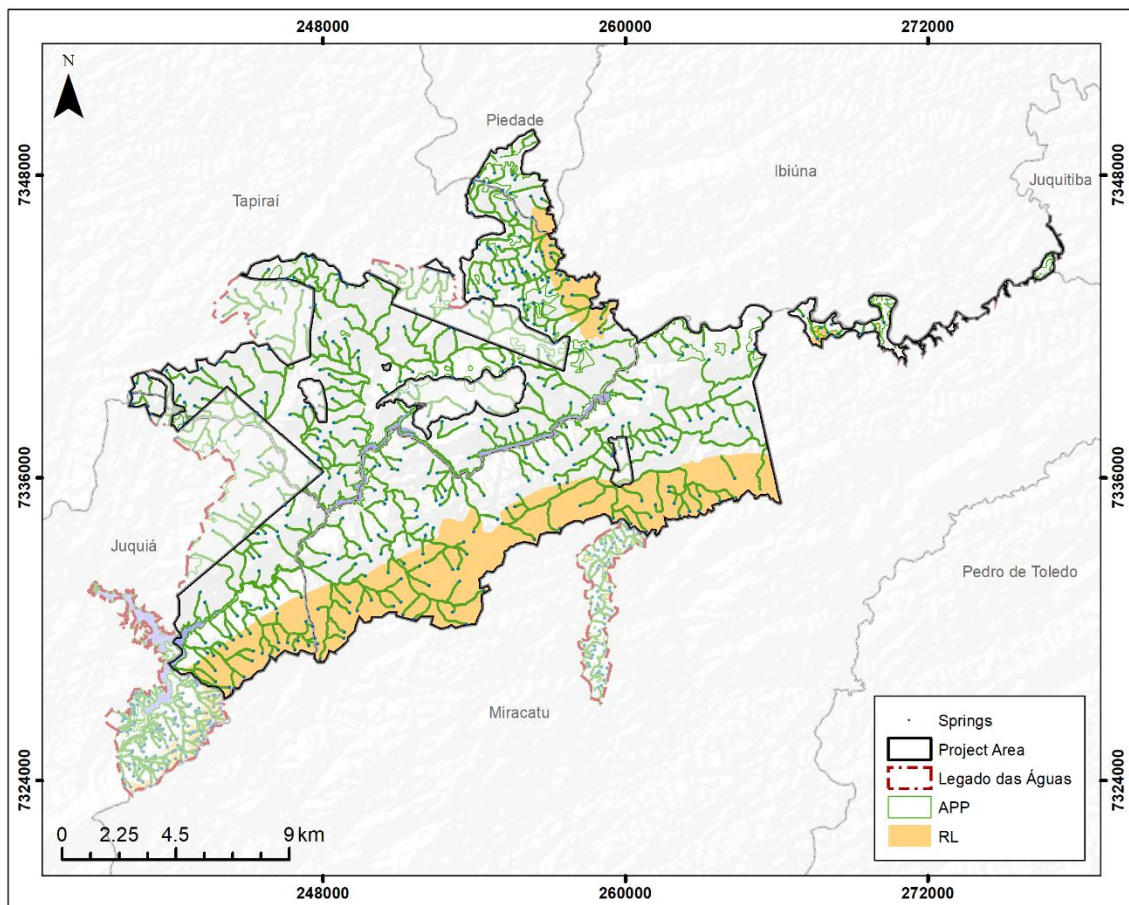 248000 260000 272000
N
Piedade
Ibiúna
Juquitiba
7348000 7348000
Tapiraí
7336000 7336000
Juquiá
Pedro de Toledo
Miracatu
7324000 7324000
Springs
Project Area
Legado das Águas
APP
RL
0 2.25 4.5 9 km
248000 260000 272000